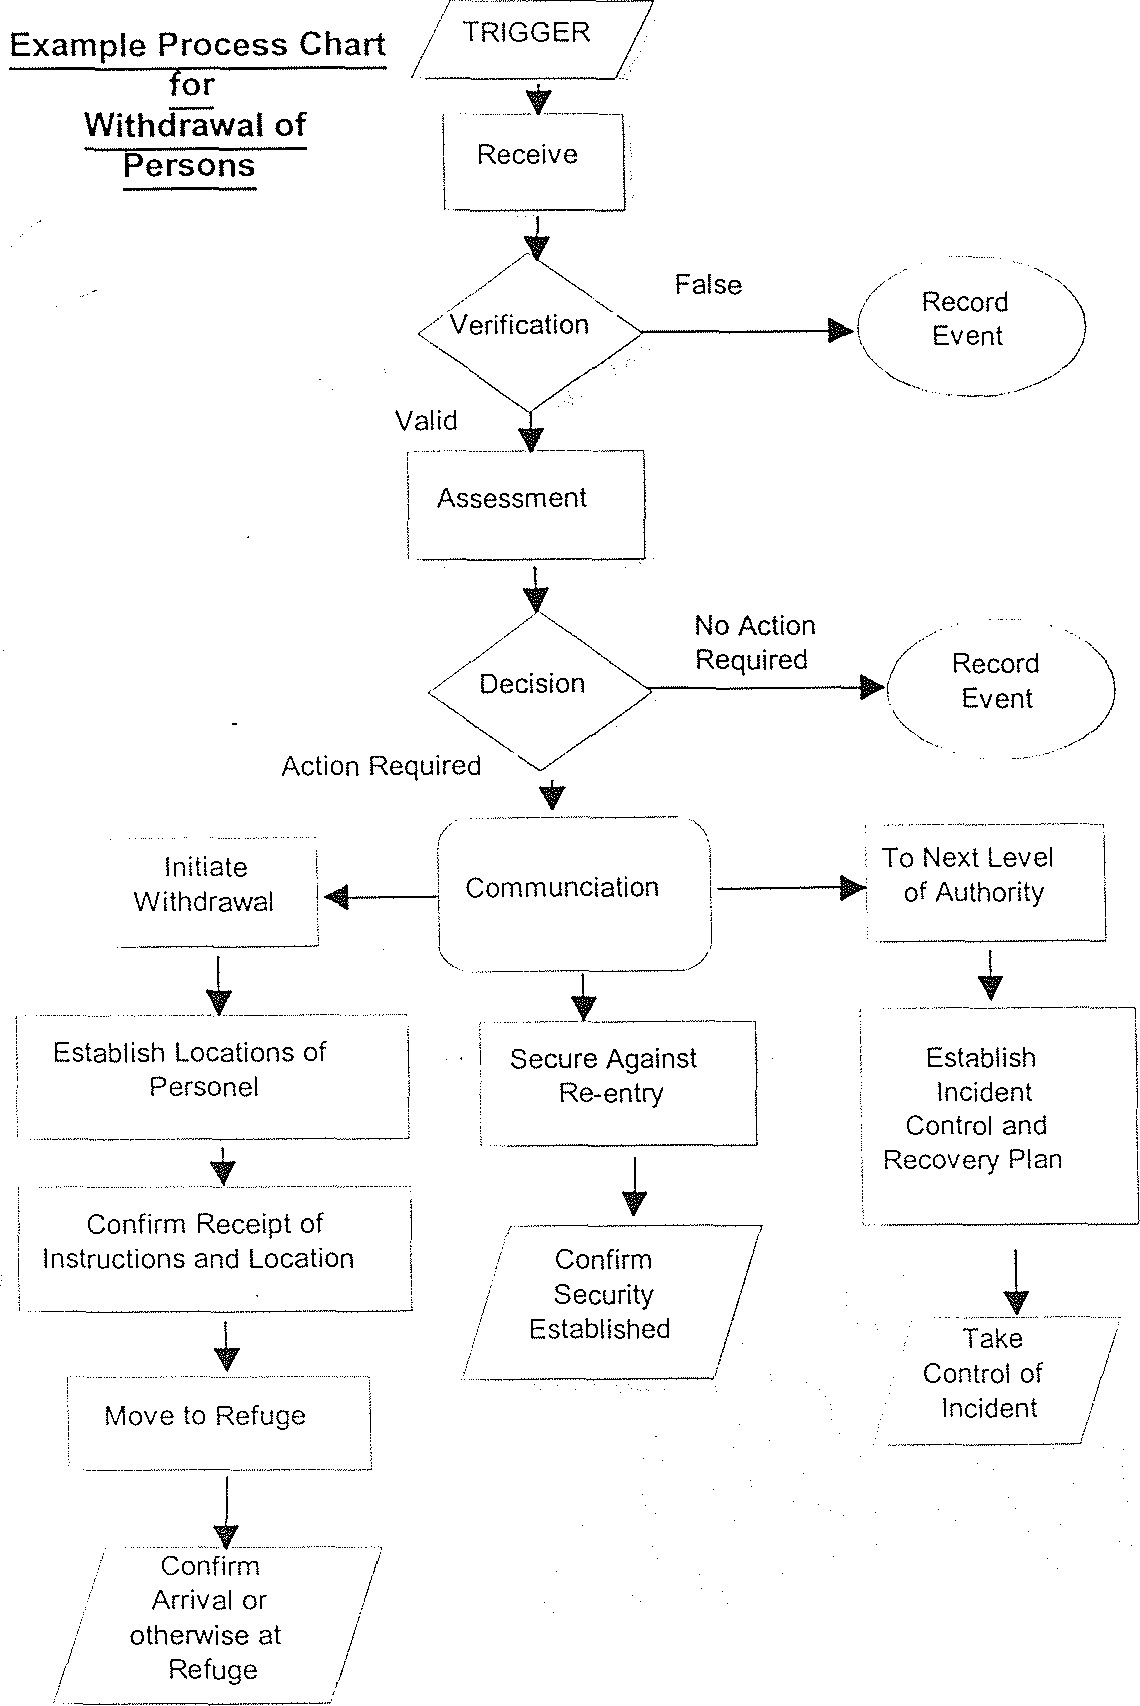 Example Process Chart
for
Withdrawal of
Persons
TRIGGER
Receive
Verification
False
Record
Event
Valid
Assessment
Decision
No Action
Required
Record
Event
Action Required
Initiate
Withdrawal
Communciation
To Next Level
of Authority
Establish Locations of
Personel
Secure Against
Re-entry
Establish
Incident
Control and
Recovery Plan
Confirm Receipt of
Instructions and Location
Confirm
Security
Established
Take
Control of
Incident
Move to Refuge
Confirm
Arrival or
otherwise at
Refuge